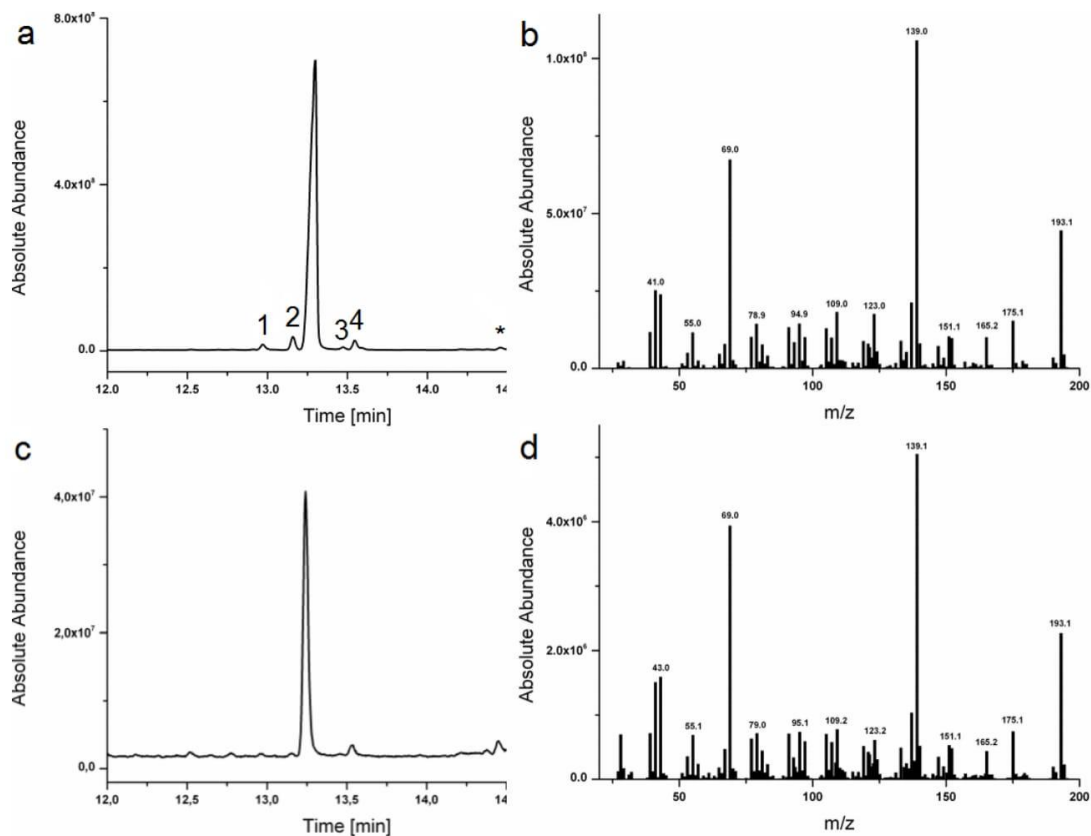 a
8.0x10⁸
4.0x10⁸
0.0
Absolute Abundance
1
2
3
4
*
12.0 12.5 13.0 13.5 14.0 14.5
Time [min]
b
1.0x10⁸
5.0x10⁷
0.0
Absolute Abundance
41.0
55.0
69.0
78.9
94.9
109.0
123.0
139.0
151.1
165.2
175.1
193.1
50 100 150 200
m/z
c
4,0x10⁷
2,0x10⁷
0,0
Absolute Abundance
12,0 12,5 13,0 13,5 14,0 14
Time [min]
d
4.0x10⁶
2.0x10⁶
0.0
Absolute Abundance
43.0
55.1
69.0
79.0
95.1
109.2
123.2
139.1
151.1
165.2
175.1
193.1
50 100 150 200
m/z